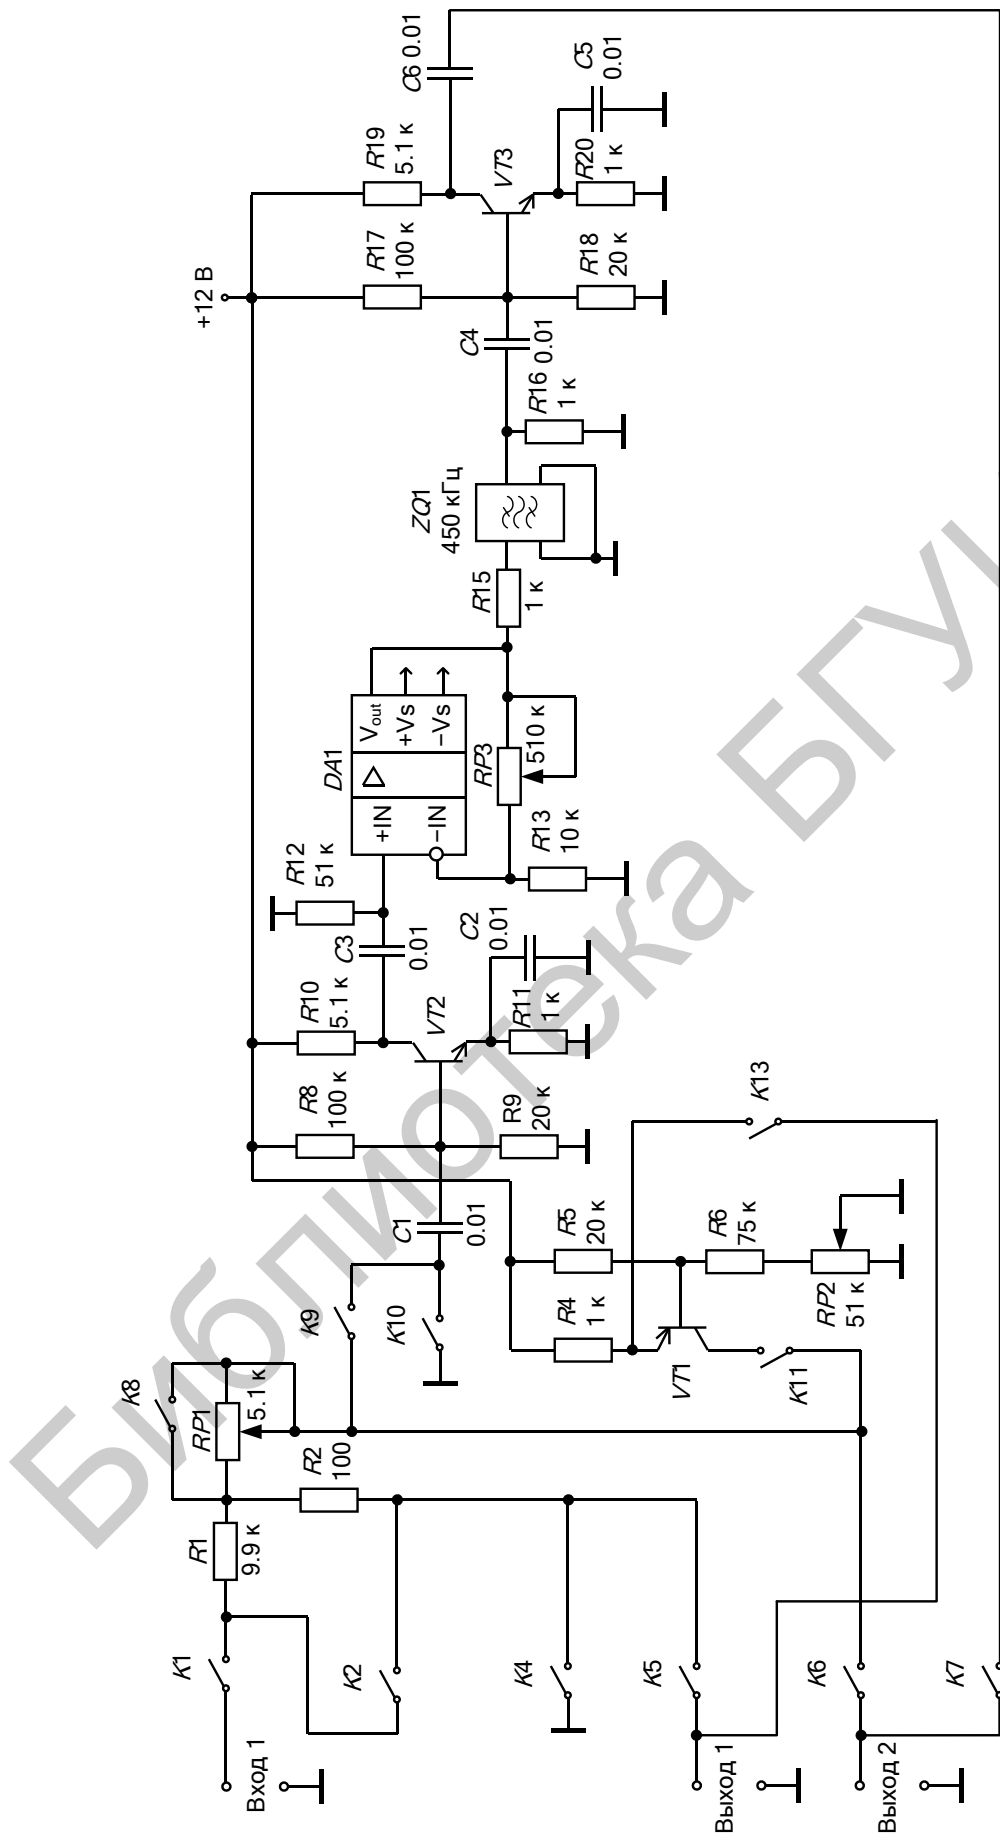 Вход 1
K1
R1
9.9 к
K2
K4
K5
Выход 1
K6
Выход 2
K7
K8
RP1
5.1 к
R2
100
K9
K10
C1
0.01
R4
1 к
R5
20 к
VT1
K11
R6
75 к
RP2
51 к
K13
R8
100 к
R9
20 к
R10
5.1 к
VT2
R11
1 к
C2
0.01
C3
0.01
R12
51 к
DA1
+IN
–IN
Vout
+Vs
–Vs
R13
10 к
RP3
510 к
R15
1 к
ZQ1
450 кГц
R16
1 к
C4
0.01
+12 В
R17
100 к
R18
20 к
R19
5.1 к
VT3
R20
1 к
C5
0.01
C6 0.01
Библиотека БГУ